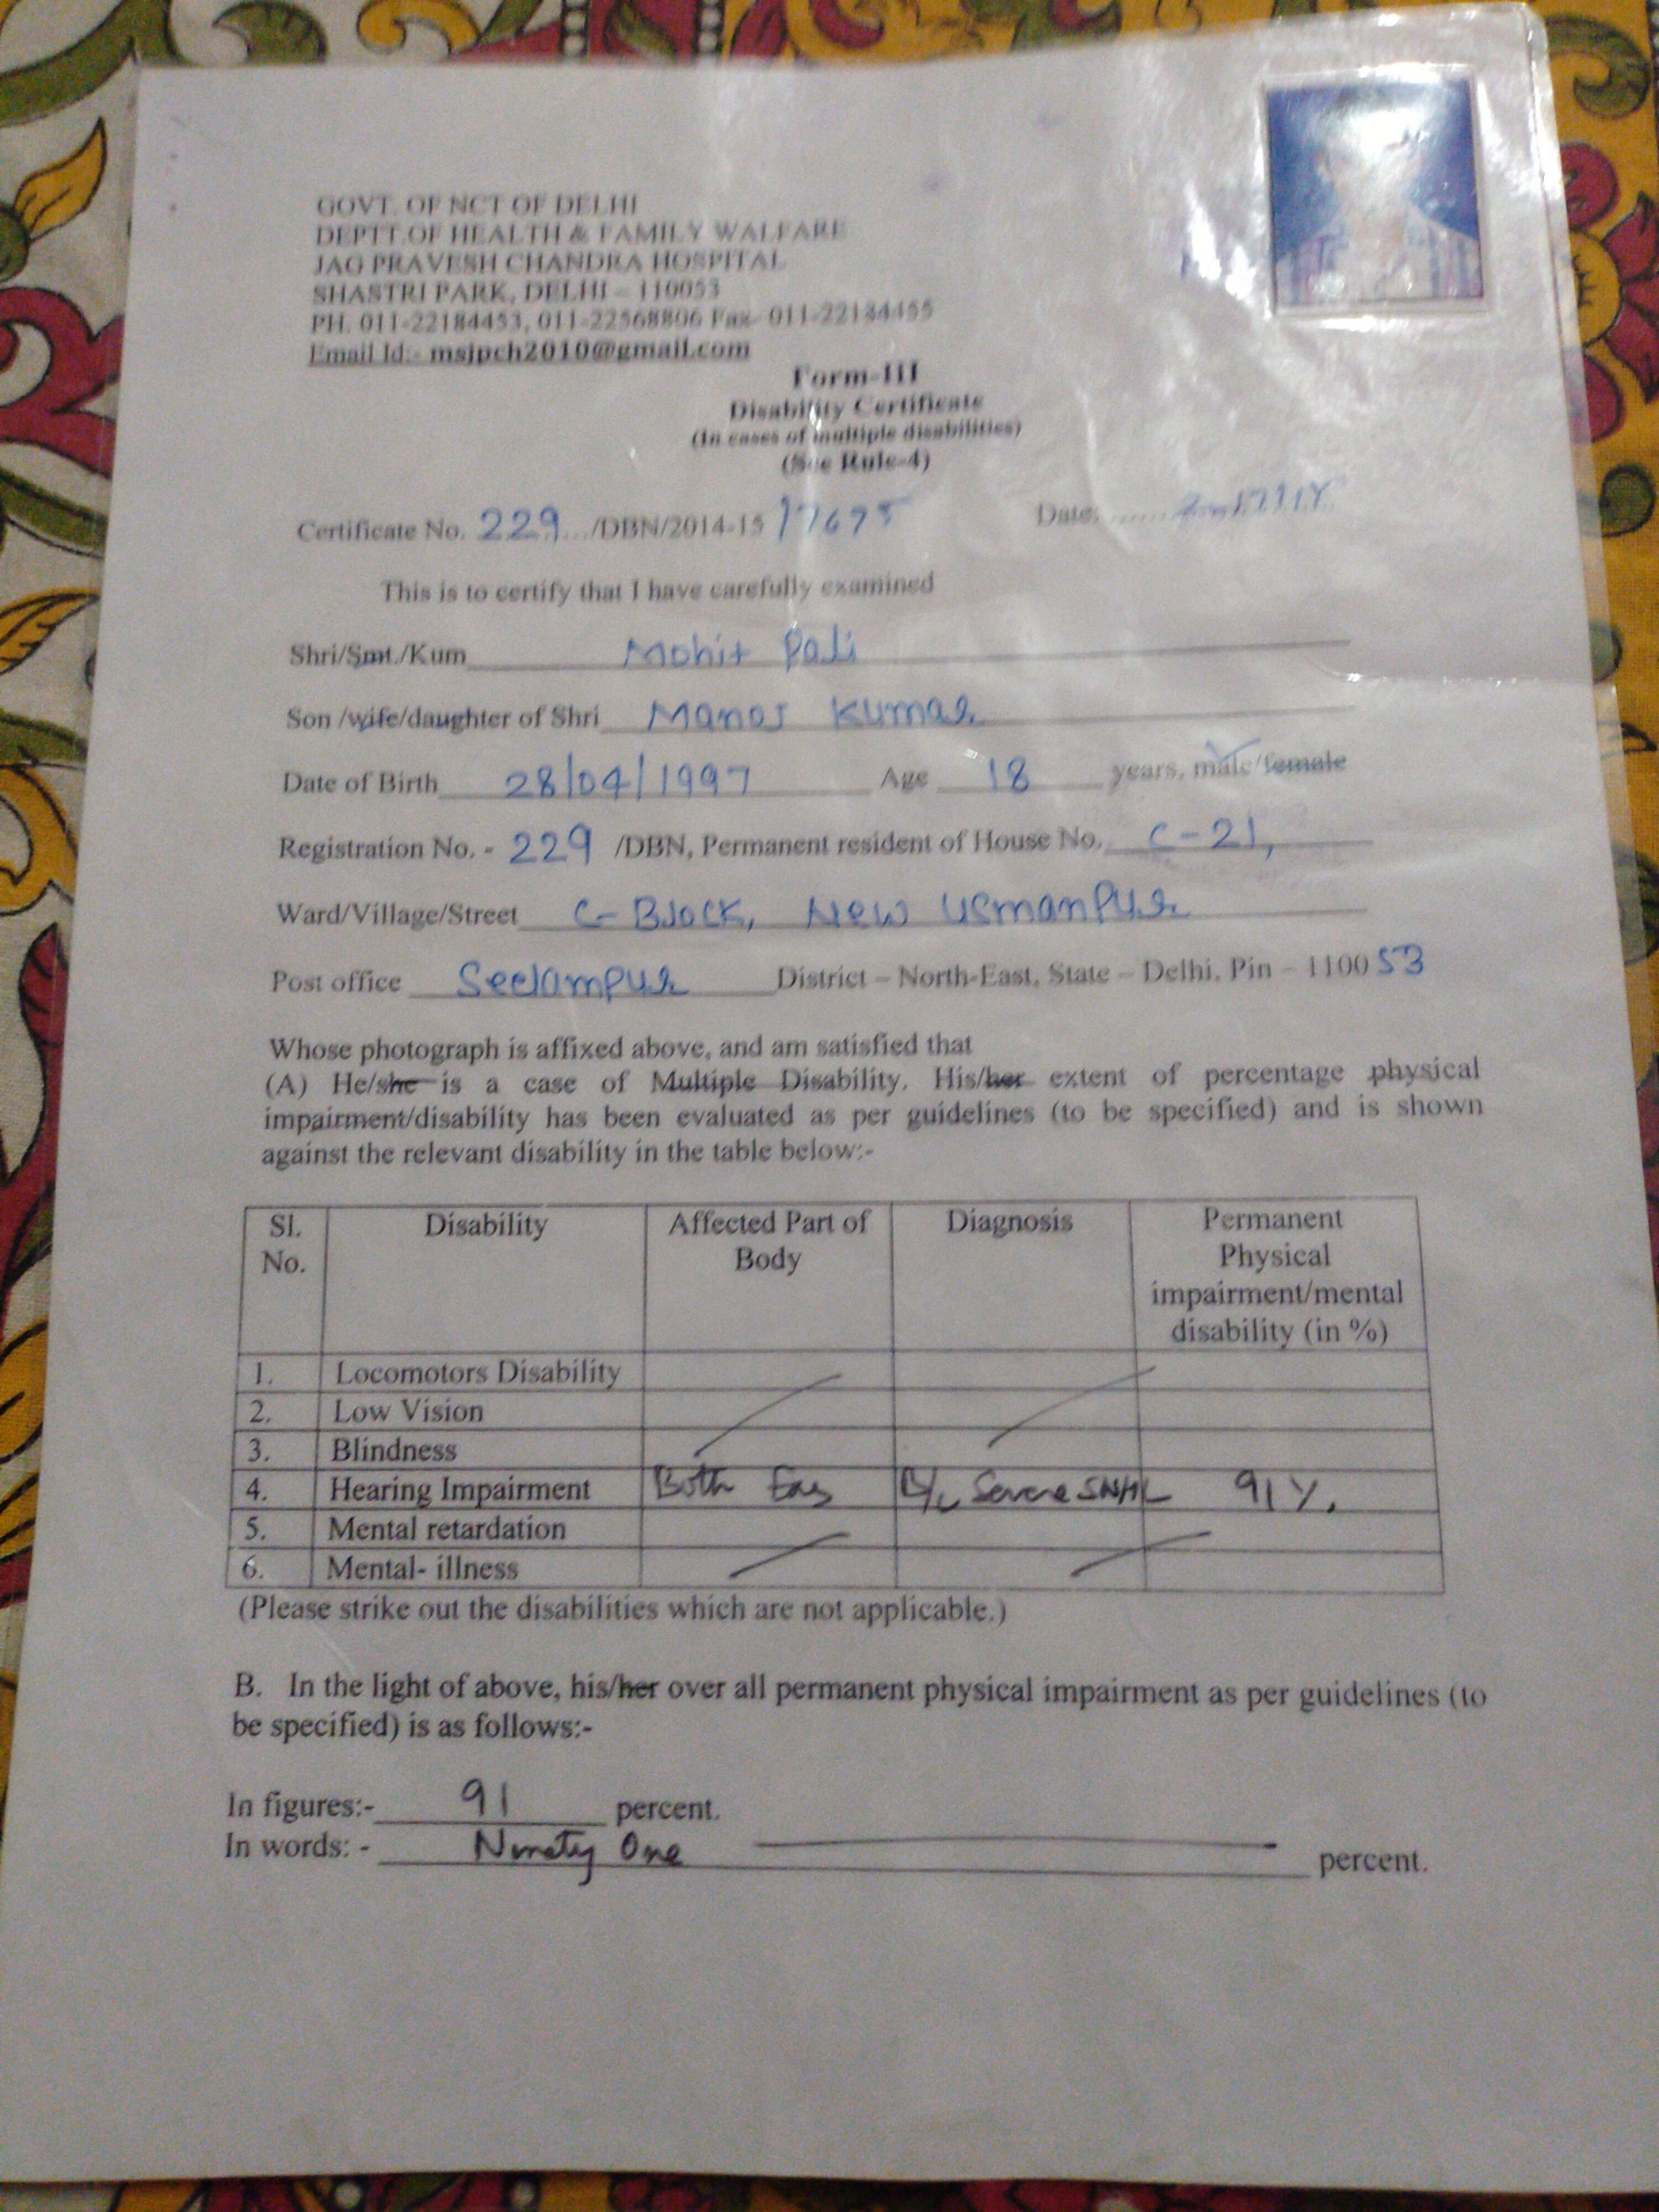 GOVT. OF NCT OF DELHI
DEPTT.OF HEALTH & FAMILY WALFARE
JAG PRAVESH CHANDRA HOSPITAL
SHASTRI PARK, DELHI – 110053
PH. 011-22184453, 011-22568806 Fax- 011-22184455
Email Id:- msjpch2010@gmail.com
Form-III
Disability Certificate
(In cases of multiple disabilities)
(See Rule-4)
Certificate No. 229 /DBN/2014-15 Date:
This is to certify that I have carefully examined
Shri/Smt./Kum Mohit Pali
Son /wife/daughter of Shri Manoj Kumar
Date of Birth 28/04/1997 Age 18 years, male/female
Registration No. - 229 /DBN, Permanent resident of House No. C-21,
Ward/Village/Street C-Block, New Usmanpur
Post office Seelampur District – North-East, State – Delhi, Pin – 110053
Whose photograph is affixed above, and am satisfied that
(A) He/she is a case of Multiple Disability. His/her extent of percentage physical
impairment/disability has been evaluated as per guidelines (to be specified) and is shown
against the relevant disability in the table below:-
Sl. No. Disability Affected Part of Body Diagnosis Permanent Physical impairment/mental disability (in %)
1. Locomotors Disability
2. Low Vision
3. Blindness
4. Hearing Impairment Both Ears B/L Severe SNHL 91%.
5. Mental retardation
6. Mental- illness
(Please strike out the disabilities which are not applicable.)
B. In the light of above, his/her over all permanent physical impairment as per guidelines (to
be specified) is as follows:-
In figures:- 91 percent.
In words: - Ninety One percent.